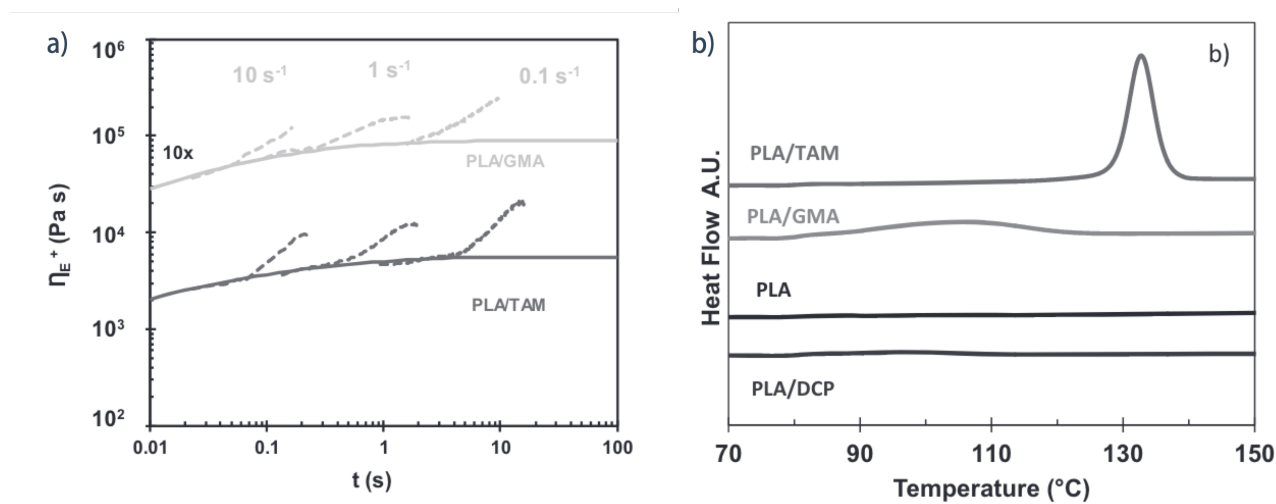 a)
10⁶
10⁵
10⁴
10³
10²
10 s⁻¹
1 s⁻¹
0.1 s⁻¹
10x
PLA/GMA
PLA/TAM
ηE⁺ (Pa s)
0.01
0.1
1
10
100
t (s)
b)
b)
PLA/TAM
PLA/GMA
PLA
PLA/DCP
Heat Flow A.U.
70
90
110
130
150
Temperature (°C)